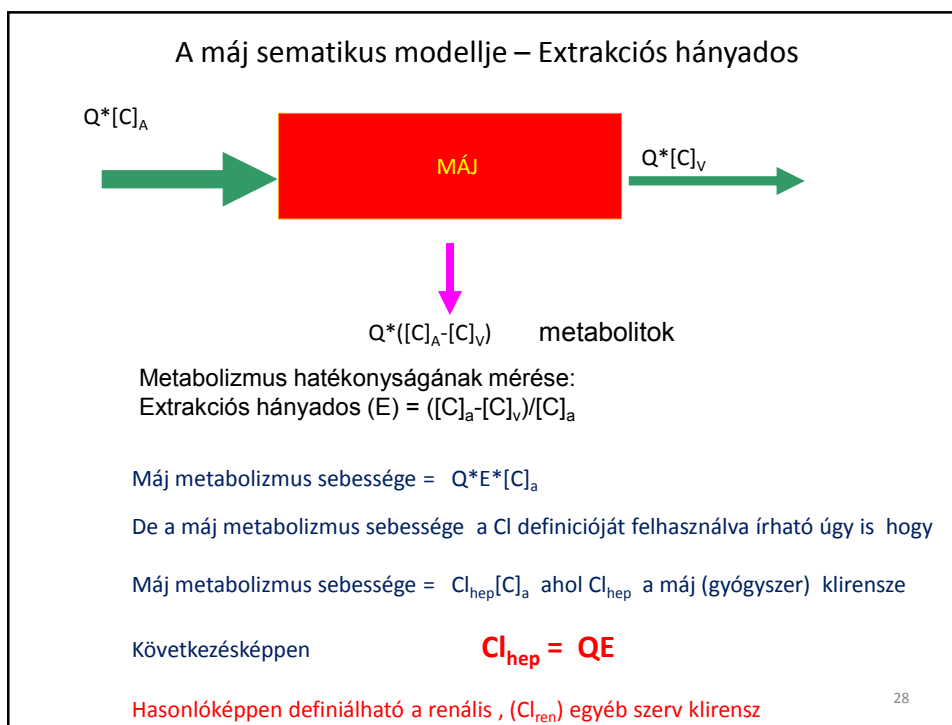 A máj sematikus modellje – Extrakciós hányados
Q*[C]A
MÁJ
Q*[C]V
Q*([C]A-[C]V) metabolitok
Metabolizmus hatékonyságának mérése:
Extrakciós hányados (E) = ([C]a-[C]v)/[C]a
Máj metabolizmus sebessége = Q*E*[C]a
De a máj metabolizmus sebessége a Cl definicióját felhasználva írható úgy is hogy
Máj metabolizmus sebessége = Clhep[C]a ahol Clhep a máj (gyógyszer) klirensze
Következésképpen Clhep = QE
Hasonlóképpen definiálható a renális , (Clren) egyéb szerv klirensz
28